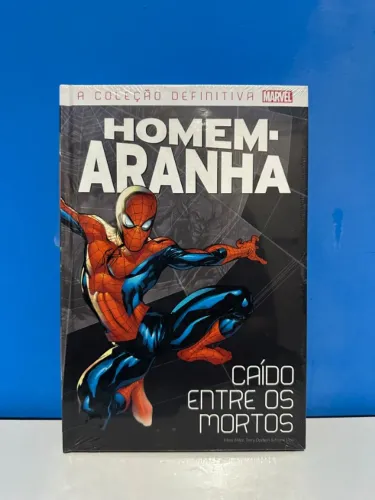 A COLEÇÃO DEFINITIVA MARVEL
HOMEM-
ARANHA
CAÍDO
ENTRE OS
MORTOS